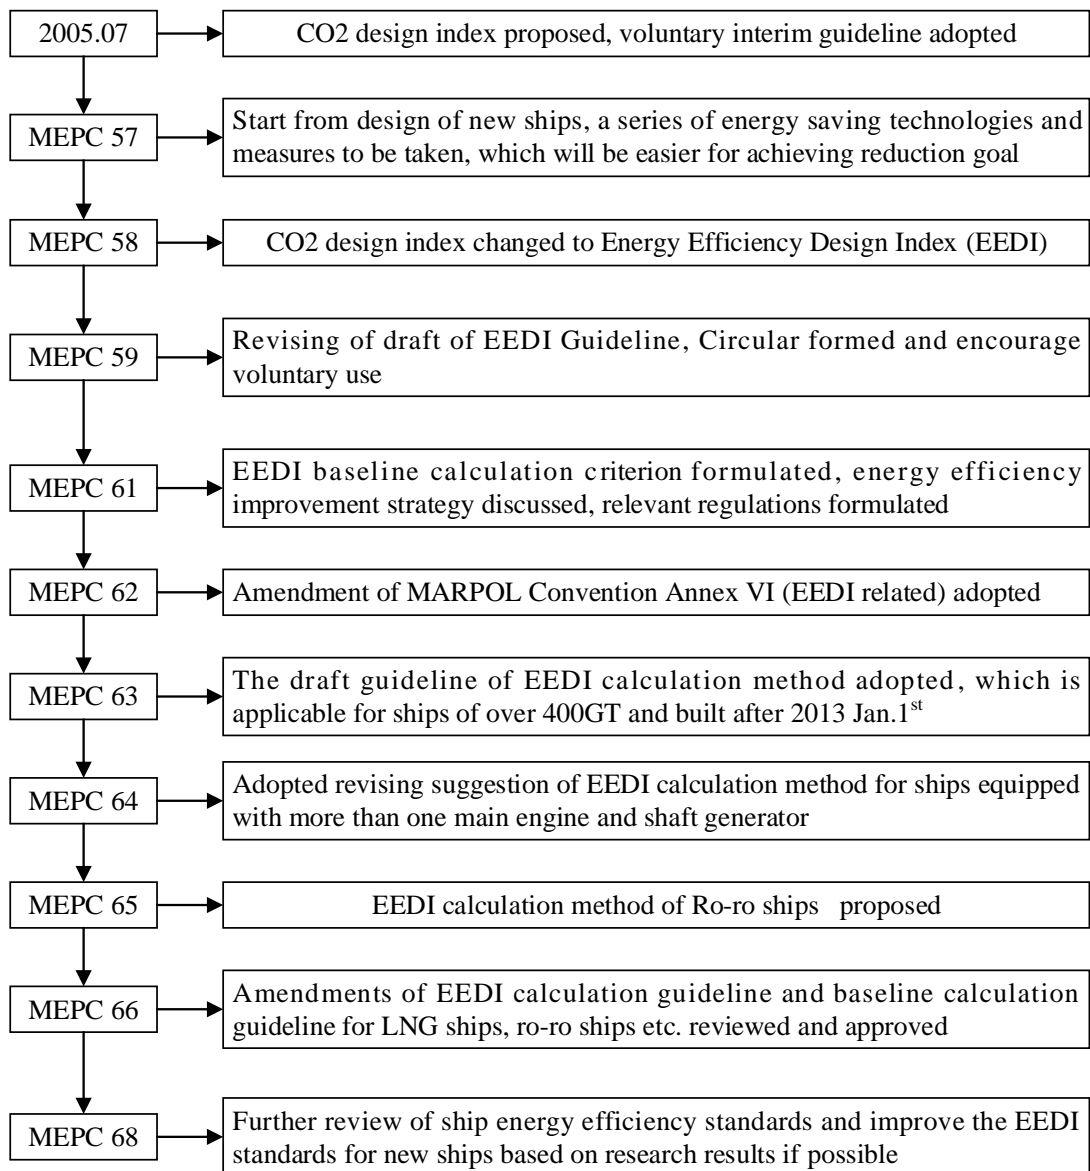 2005.07
CO2 design index proposed, voluntary interim guideline adopted
MEPC 57
Start from design of new ships, a series of energy saving technologies and
measures to be taken, which will be easier for achieving reduction goal
MEPC 58
CO2 design index changed to Energy Efficiency Design Index (EEDI)
MEPC 59
Revising of draft of EEDI Guideline, Circular formed and encourage
voluntary use
MEPC 61
EEDI baseline calculation criterion formulated, energy efficiency
improvement strategy discussed, relevant regulations formulated
MEPC 62
Amendment of MARPOL Convention Annex VI (EEDI related) adopted
MEPC 63
The draft guideline of EEDI calculation method adopted, which is
applicable for ships of over 400GT and built after 2013 Jan.1st
MEPC 64
Adopted revising suggestion of EEDI calculation method for ships equipped
with more than one main engine and shaft generator
MEPC 65
EEDI calculation method of Ro-ro ships proposed
MEPC 66
Amendments of EEDI calculation guideline and baseline calculation
guideline for LNG ships, ro-ro ships etc. reviewed and approved
MEPC 68
Further review of ship energy efficiency standards and improve the EEDI
standards for new ships based on research results if possible